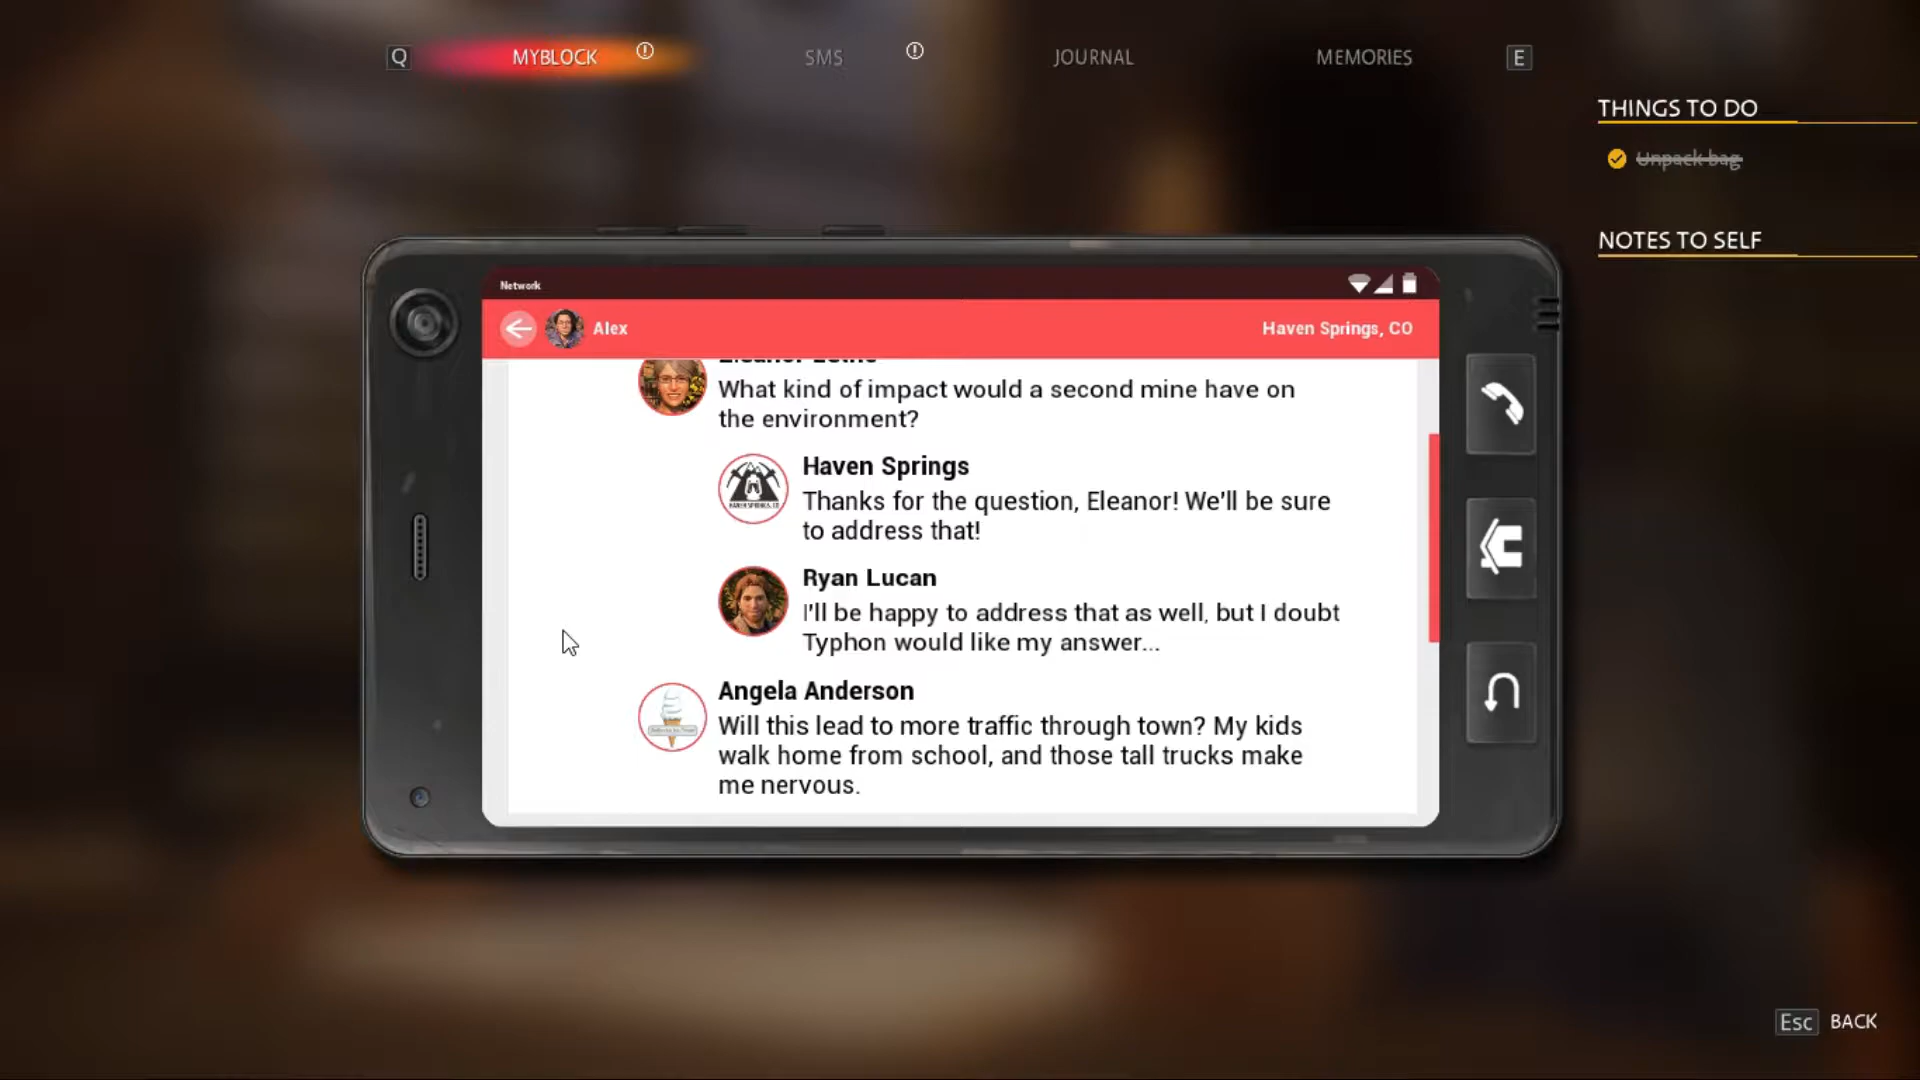 Q
MYBLOCK
SMS
JOURNAL
MEMORIES
E
THINGS TO DO
Unpack bag
NOTES TO SELF
Network
Alex
Haven Springs, CO
What kind of impact would a second mine have on
the environment?
Haven Springs
Thanks for the question, Eleanor! We'll be sure
to address that!
Ryan Lucan
I'll be happy to address that as well, but I doubt
Typhon would like my answer...
Angela Anderson
Will this lead to more traffic through town? My kids
walk home from school, and those tall trucks make
me nervous.
Esc BACK